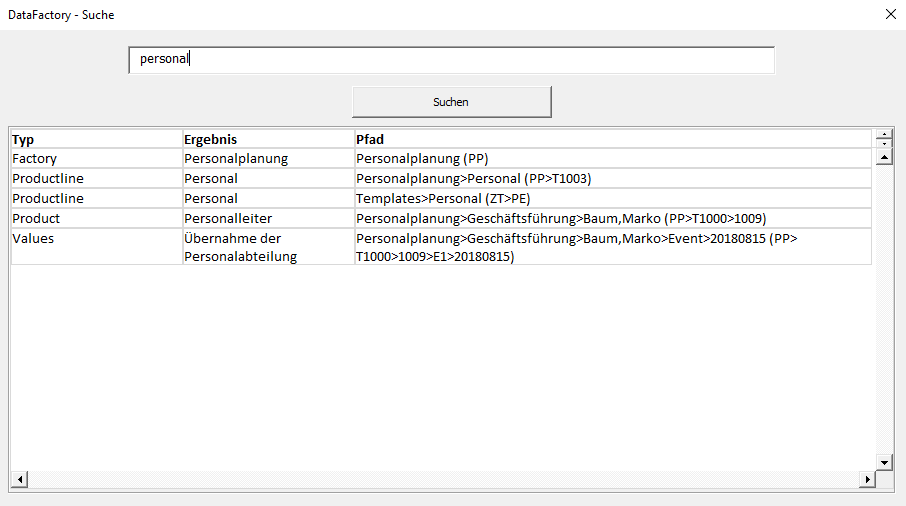 DataFactory - Suche
personal
Suchen
Typ Ergebnis Pfad
Factory Personalplanung Personalplanung (PP)
Productline Personal Personalplanung>Personal (PP>T1003)
Productline Personal Templates>Personal (ZT>PE)
Product Personalleiter Personalplanung>Geschäftsführung>Baum,Marko (PP>T1000>1009)
Values Übernahme der Personalplanung>Geschäftsführung>Baum,Marko>Event>20180815 (PP>
Personalabteilung T1000>1009>E1>20180815)